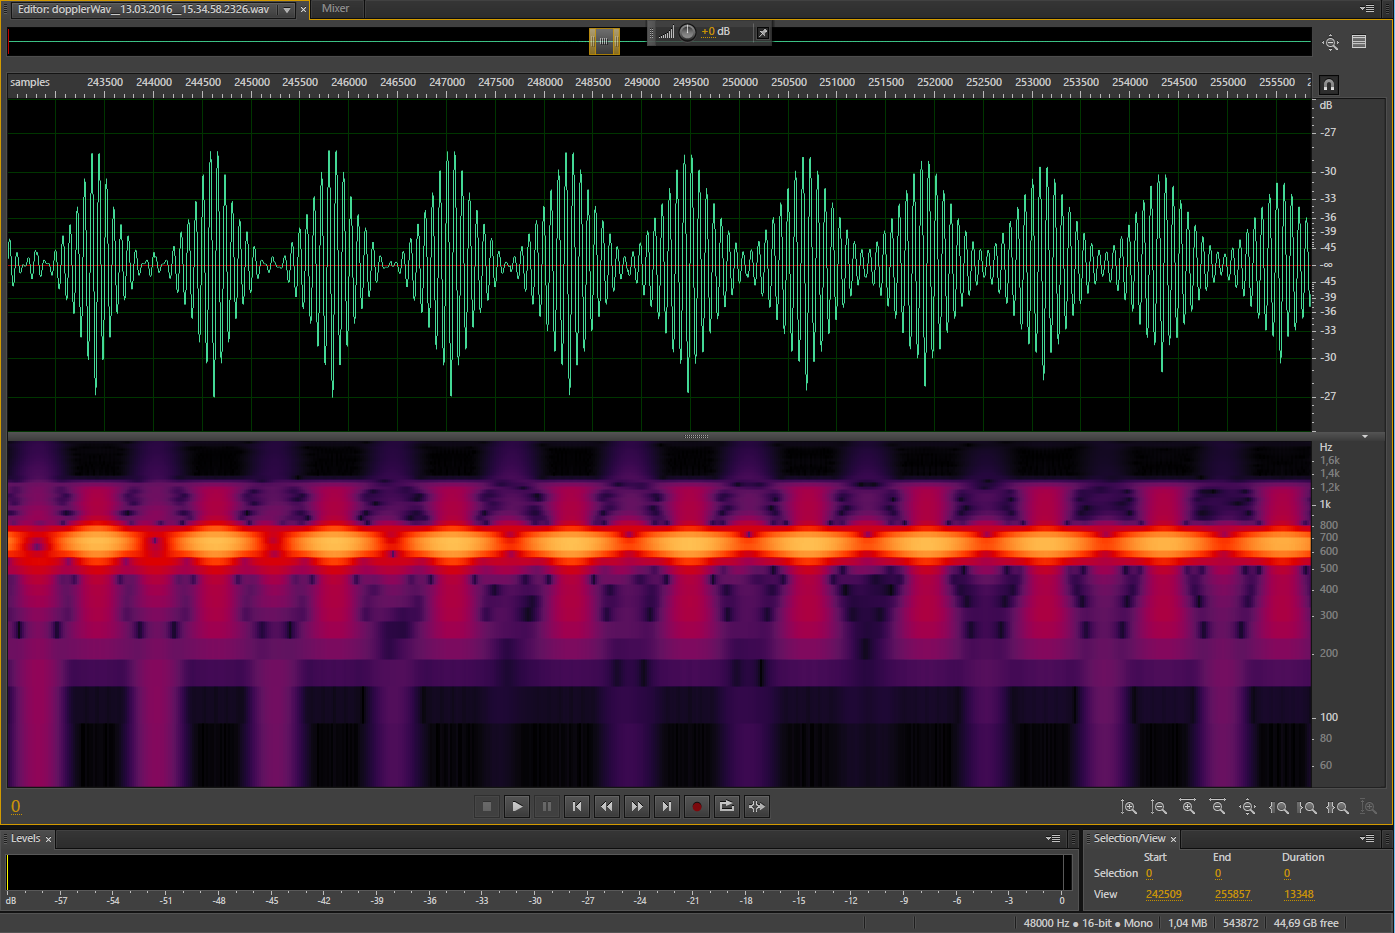 Editor: dopplerWav__13.03.2016__15.34.58.2326.wav
Mixer
+0 dB
samples 243500 244000 244500 245000 245500 246000 246500 247000 247500 248000 248500 249000 249500 250000 250500 251000 251500 252000 252500 253000 253500 254000 254500 255000 255500
dB
-27
-30
-33
-36
-39
-45
-∞
-45
-39
-36
-33
-30
-27
Hz
1,6k
1,4k
1,2k
1k
800
700
600
500
400
300
200
100
80
60
0
Levels
dB -57 -54 -51 -48 -45 -42 -39 -36 -33 -30 -27 -24 -21 -18 -15 -12 -9 -6 -3 0
Selection/View
Start End Duration
Selection 0 0 0
View 242509 255857 13348
48000 Hz ● 16-bit ● Mono 1,04 MB 543872 44,69 GB free